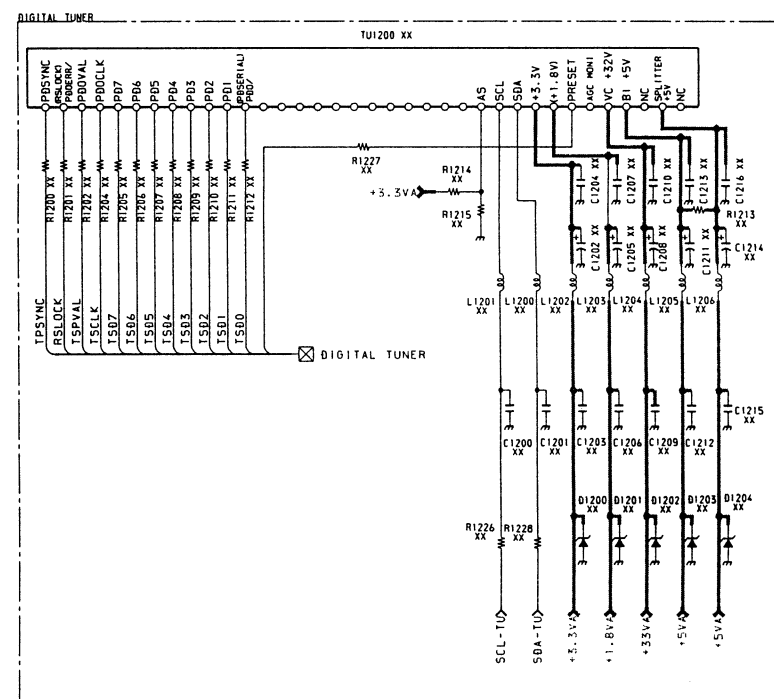 DIGITAL TUNER
TU1200 XX
PDSYNC
(RSLOCK)
PDOERR/
PDOVAL
PDOCLK
PD7
PD6
PD5
PD4
PD3
PD2
PD1
(PDSERIAL)
PD0/
AS
SCL
SDA
+3.3V
(+1.8V)
PRESET
(AGC MONI)
VC +32V
B1 +5V
NC
SPLITTER
+5V
NC
R1227
XX
R1214
XX
+3.3VA
R1215
XX
R1200 XX
R1201 XX
R1202 XX
R1204 XX
R1205 XX
R1206 XX
R1207 XX
R1208 XX
R1209 XX
R1210 XX
R1211 XX
R1212 XX
C1204 XX
C1207 XX
C1210 XX
C1213 XX
C1216 XX
R1213
XX
C1202 XX
C1205 XX
C1208 XX
C1211 XX
C1214
XX
TPSYNC
RSLOCK
TSPVAL
TSCLK
TSD7
TSD6
TSD5
TSD4
TSD3
TSD2
TSD1
TSD0
DIGITAL TUNER
L1201
XX
L1200
XX
L1202
XX
L1203
XX
L1204
XX
L1205
XX
L1206
XX
C1200
XX
C1201
XX
C1203
XX
C1206
XX
C1209
XX
C1212
XX
C1215
XX
D1200
XX
D1201
XX
D1202
XX
D1203
XX
D1204
XX
R1226
XX
R1228
XX
SCL-TU
SDA-TU
+3.3VA
+1.8VA
+33VA
+5VA
+5VA